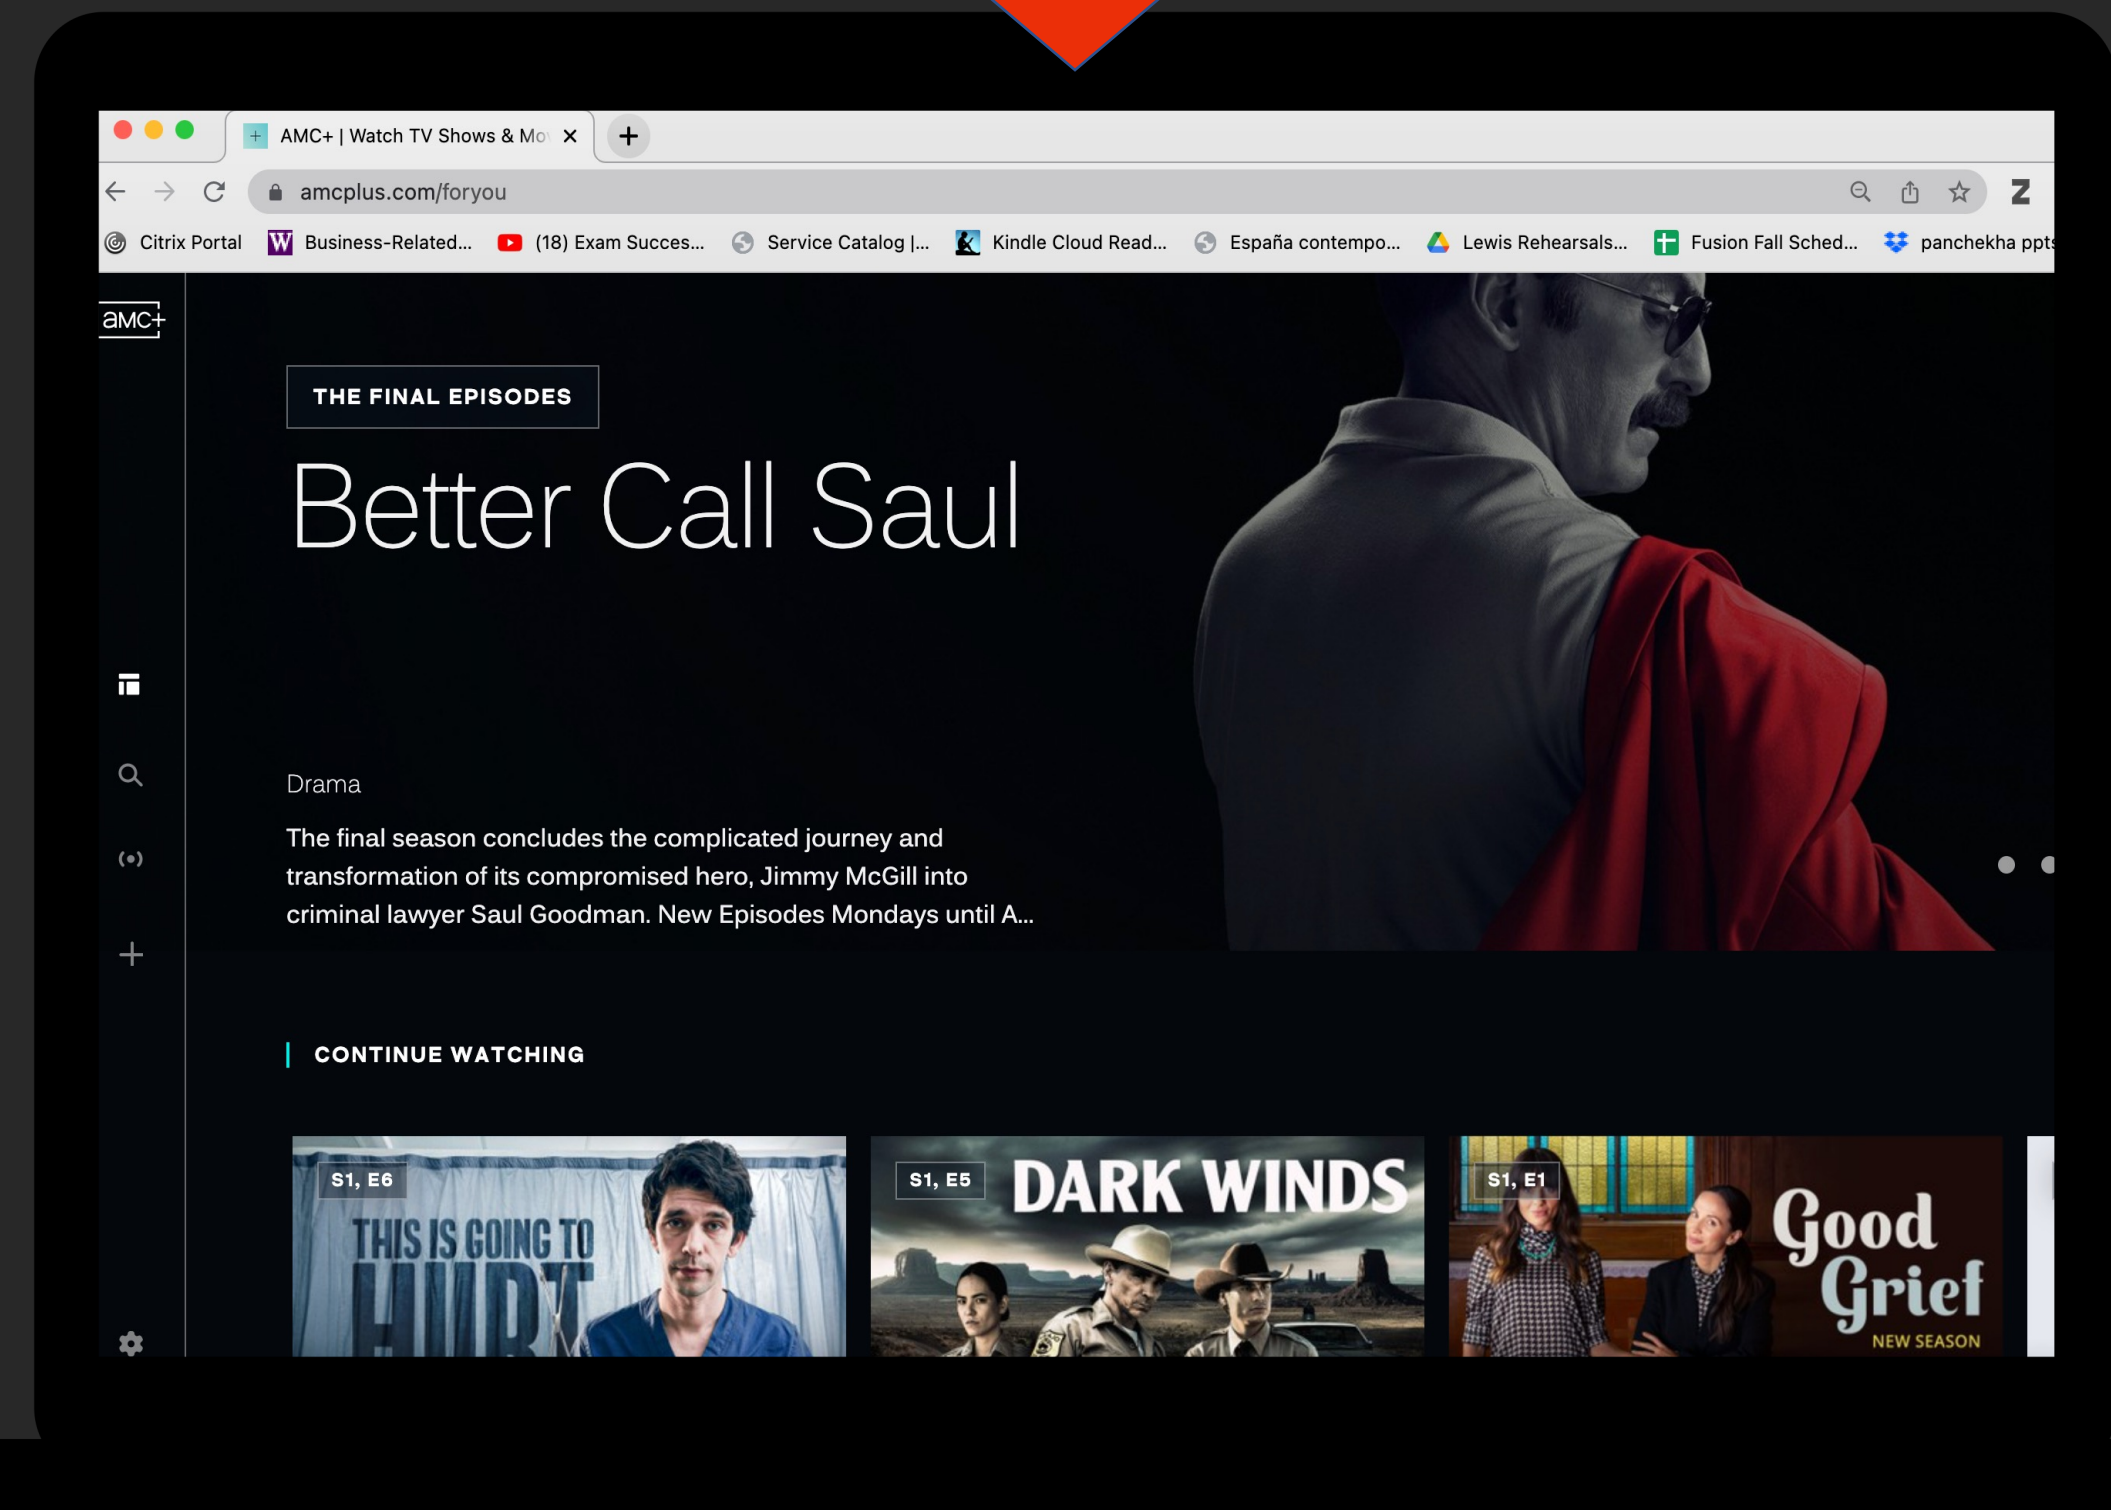 AMC+ | Watch TV Shows & Mo
amcplus.com/foryou
Z
Citrix Portal
W Business-Related...
(18) Exam Succes...
Service Catalog |...
Kindle Cloud Read...
España contempo...
Lewis Rehearsals...
Fusion Fall Sched...
panchekha ppts
aMC+
THE FINAL EPISODES
Better Call Saul
Drama
The final season concludes the complicated journey and
transformation of its compromised hero, Jimmy McGill into
criminal lawyer Saul Goodman. New Episodes Mondays until A...
CONTINUE WATCHING
S1, E6
THIS IS GOING TO
HURT
S1, E5
DARK WINDS
S1, E1
Good
Grief
NEW SEASON